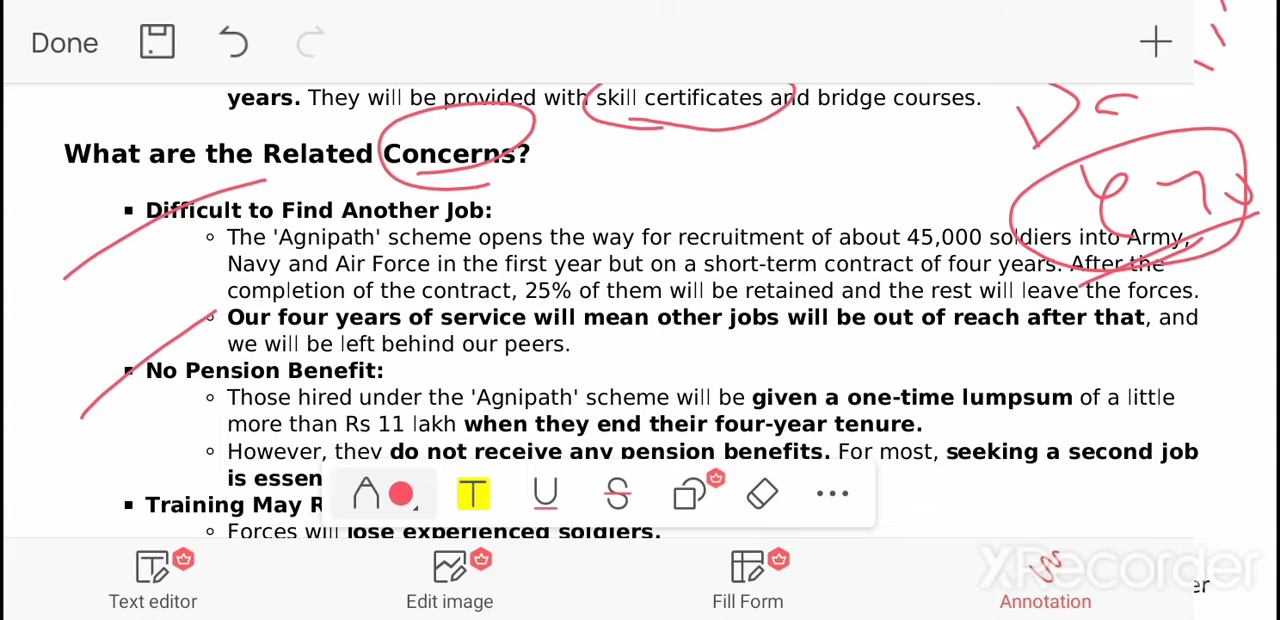 Done
years. They will be provided with skill certificates and bridge courses.
What are the Related Concerns?
Difficult to Find Another Job:
The 'Agnipath' scheme opens the way for recruitment of about 45,000 soldiers into Army,
Navy and Air Force in the first year but on a short-term contract of four years. After the
completion of the contract, 25% of them will be retained and the rest will leave the forces.
Our four years of service will mean other jobs will be out of reach after that, and
we will be left behind our peers.
No Pension Benefit:
Those hired under the 'Agnipath' scheme will be given a one-time lumpsum of a little
more than Rs 11 lakh when they end their four-year tenure.
However, they do not receive any pension benefits. For most, seeking a second job
is essen
Training May R
Forces will lose experienced soldiers.
T U S
XRecorder
er
Text editor Edit image Fill Form Annotation